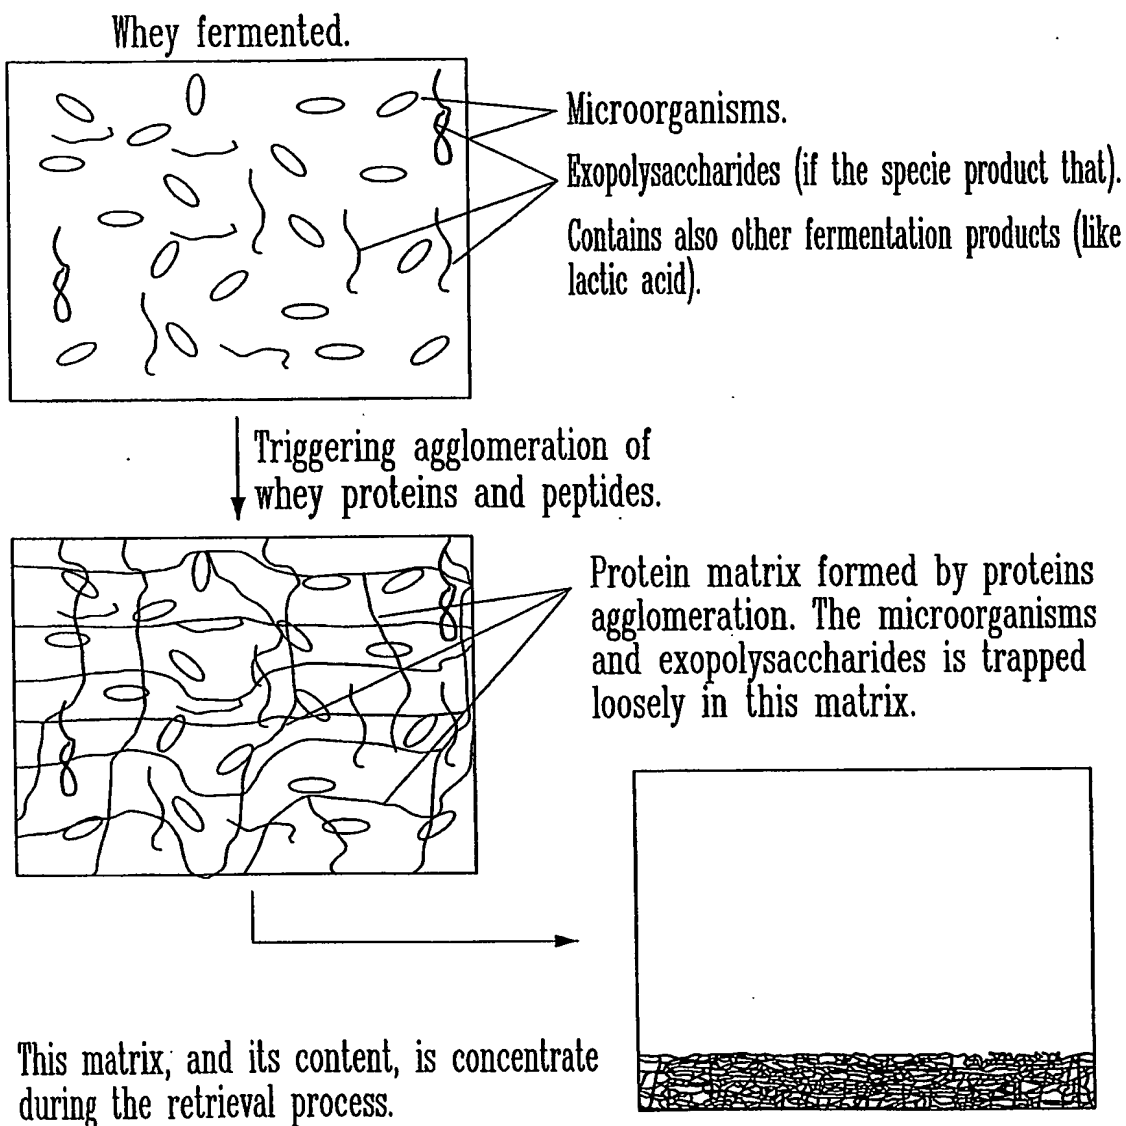 Whey fermented.
Microorganisms.
Exopolysaccharides (if the specie product that).
Contains also other fermentation products (like
lactic acid).
Triggering agglomeration of
whey proteins and peptides.
Protein matrix formed by proteins
agglomeration. The microorganisms
and exopolysaccharides is trapped
loosely in this matrix.
This matrix, and its content, is concentrate
during the retrieval process.